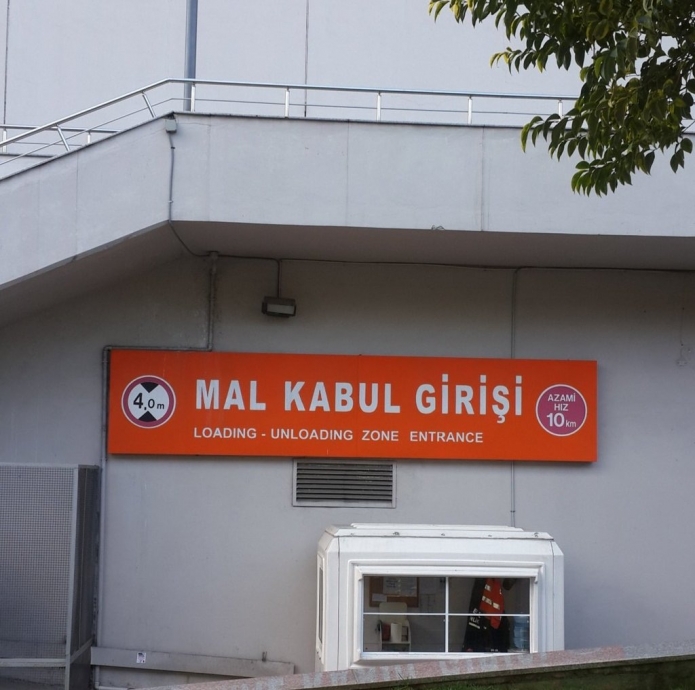 4,0 m
MAL KABUL GİRİŞİ
LOADING - UNLOADING ZONE ENTRANCE
AZAMİ
HIZ
10 km